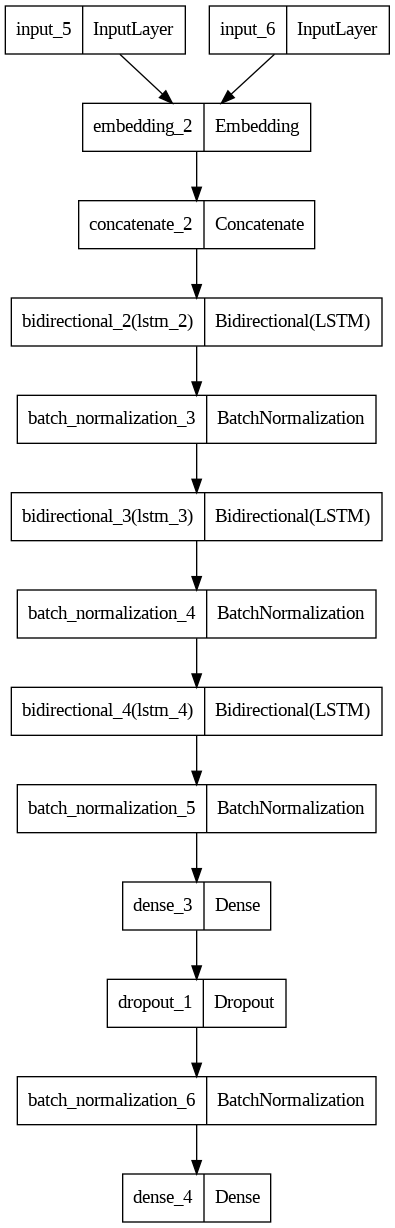 input_5 InputLayer input_6 InputLayer
embedding_2 Embedding
concatenate_2 Concatenate
bidirectional_2(lstm_2) Bidirectional(LSTM)
batch_normalization_3 BatchNormalization
bidirectional_3(lstm_3) Bidirectional(LSTM)
batch_normalization_4 BatchNormalization
bidirectional_4(lstm_4) Bidirectional(LSTM)
batch_normalization_5 BatchNormalization
dense_3 Dense
dropout_1 Dropout
batch_normalization_6 BatchNormalization
dense_4 Dense